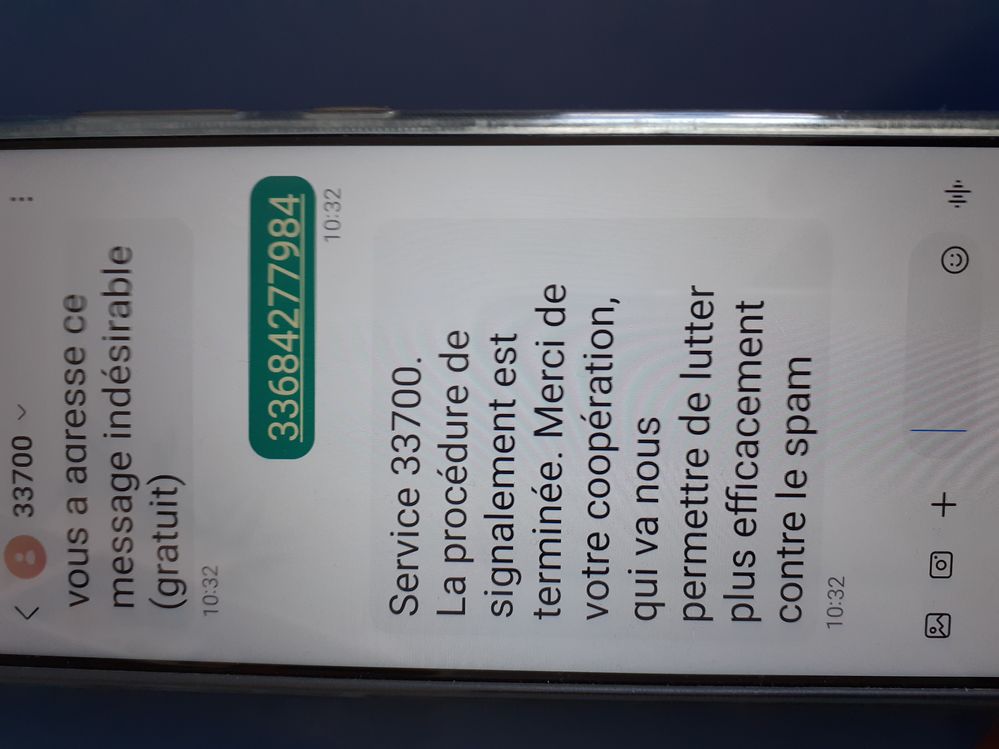 33700
vous a adresse ce
message indésirable
(gratuit)
10:32
33684277984
10:32
Service 33700.
La procédure de
signalement est
terminée. Merci de
votre coopération,
qui va nous
permettre de lutter
plus efficacement
contre le spam
10:32